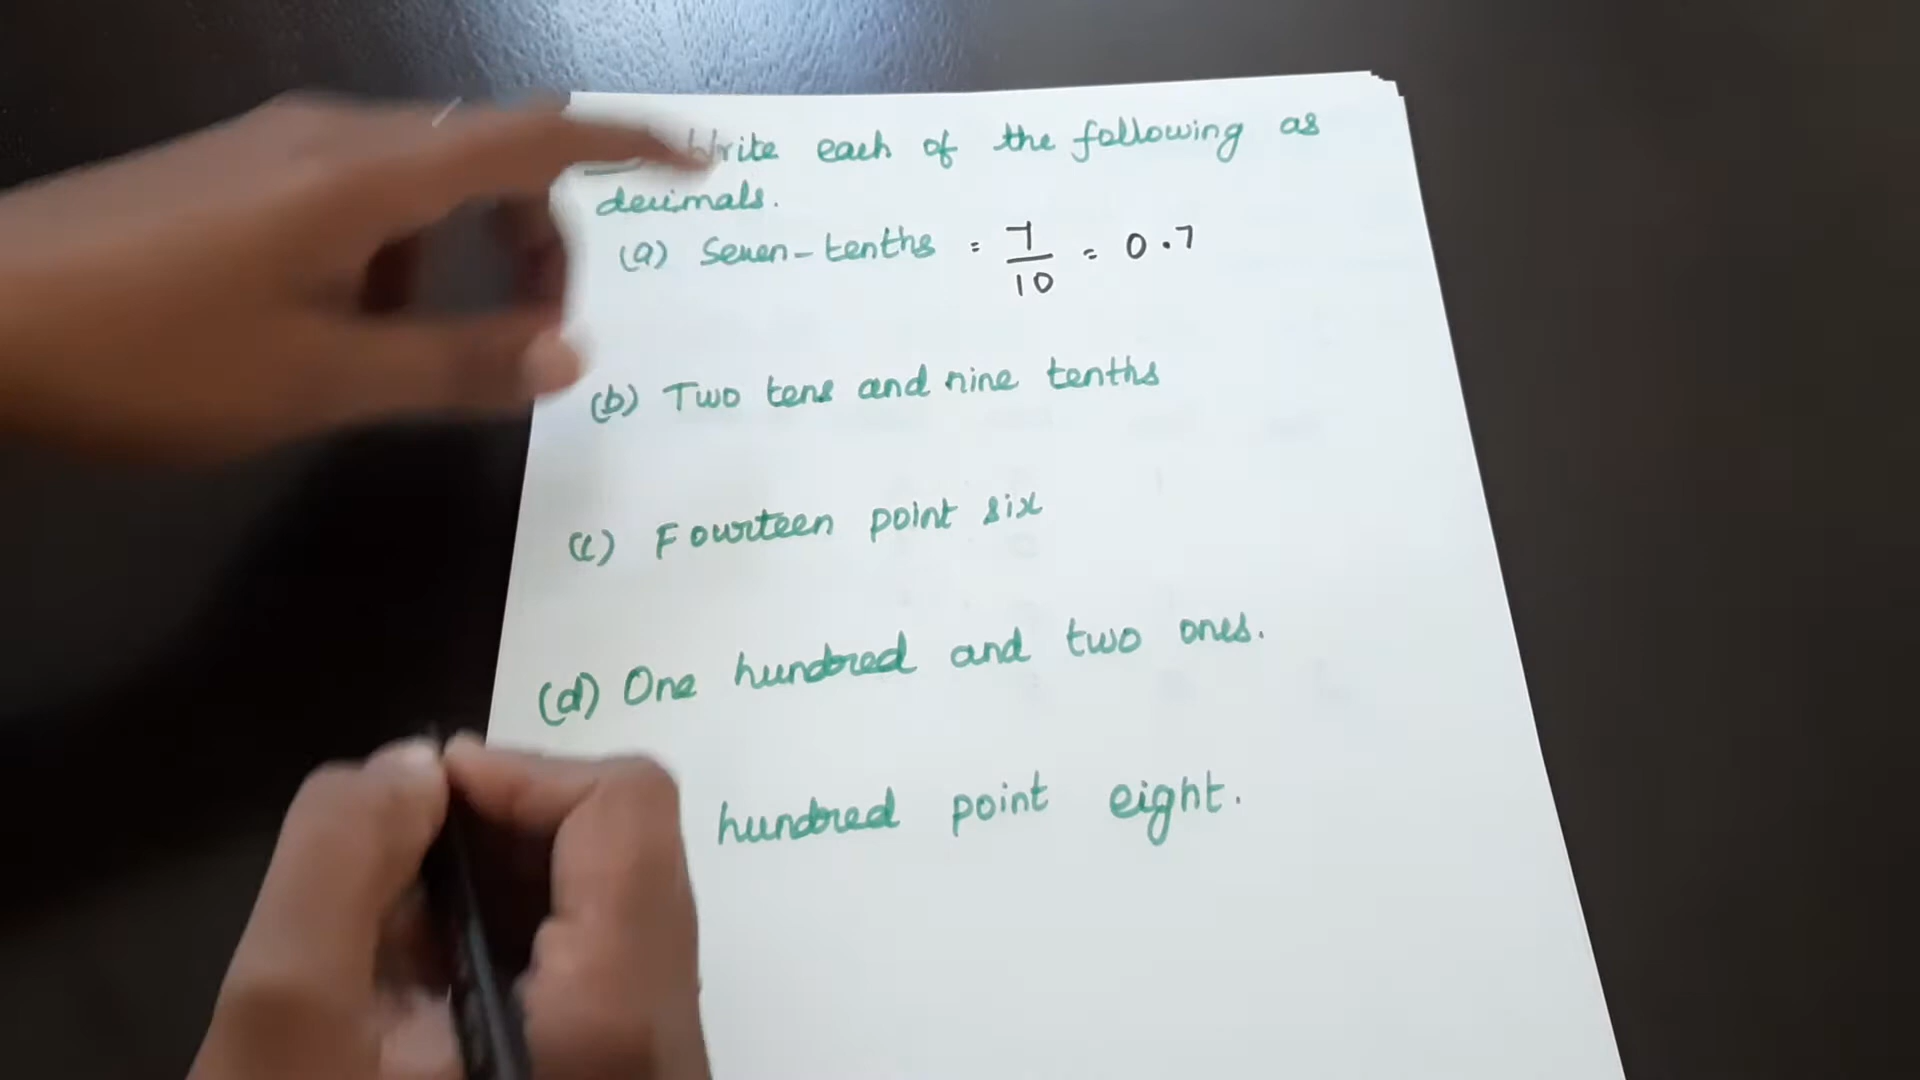 Write each of the following as
decimals.
(a) Seven-tenths = 7/10 = 0.7
(b) Two tens and nine tenths
(c) Fourteen point six
(d) One hundred and two ones.
hundred point eight.